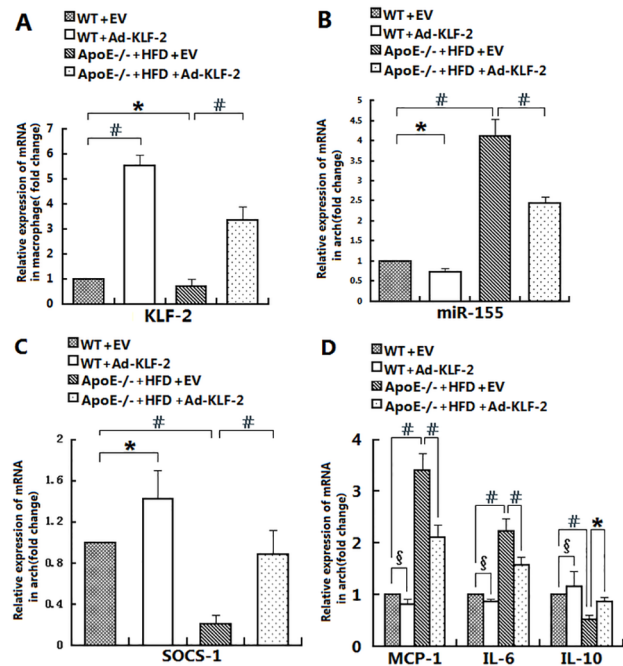 A
WT+EV
WT+Ad-KLF-2
ApoE-/-+HFD+EV
ApoE-/-+HFD+Ad-KLF-2
Relative expression of mRNA
in macrophage( fold change)
7
6
5
4
3
2
1
0
* # #
KLF-2
B
WT+EV
WT+Ad-KLF-2
ApoE-/-+HFD+EV
ApoE-/-+HFD+Ad-KLF-2
Relative expression of mRNA
in arch(fold change)
5
4.5
4
3.5
3
2.5
2
1.5
1
0.5
0
# # *
miR-155
C
WT+EV
WT+Ad-KLF-2
ApoE-/-+HFD+EV
ApoE-/-+HFD +Ad-KLF-2
Relative expression of mRNA
in arch(fold change)
2
1.6
1.2
0.8
0.4
0
# # *
SOCS-1
D
WT+EV
WT+Ad-KLF-2
ApoE-/-+HFD+EV
ApoE-/-+HFD +Ad-KLF-2
Relative expression of mRNA
in arch(fold change)
4
3
2
1
0
# # §
# # §
# * §
MCP-1 IL-6 IL-10